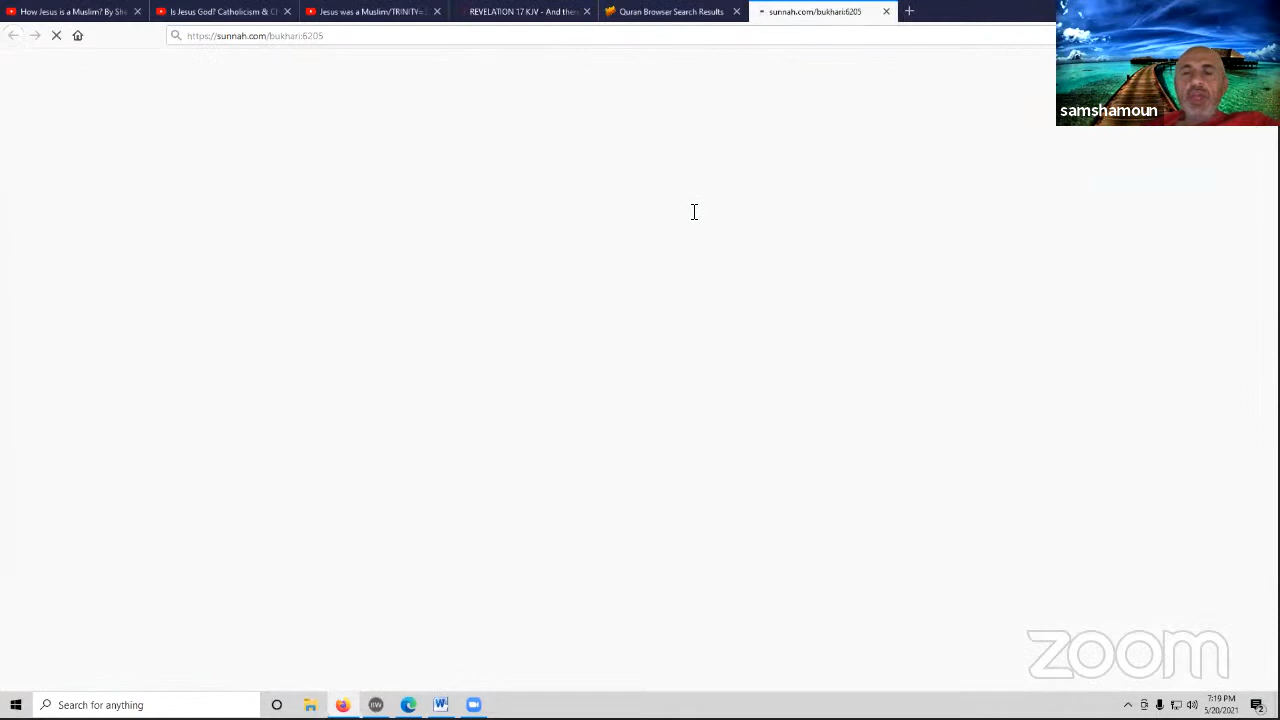 How Jesus is a Muslim? By She
Is Jesus God? Catholicism & Cl
Jesus was a Muslim/TRINITY=
REVELATION 17 KJV - And the
Quran Browser Search Results
sunnah.com/bukhari:6205
https://sunnah.com/bukhari:6205
samshamoun
zoom
Search for anything
7:19 PM
5/20/2021